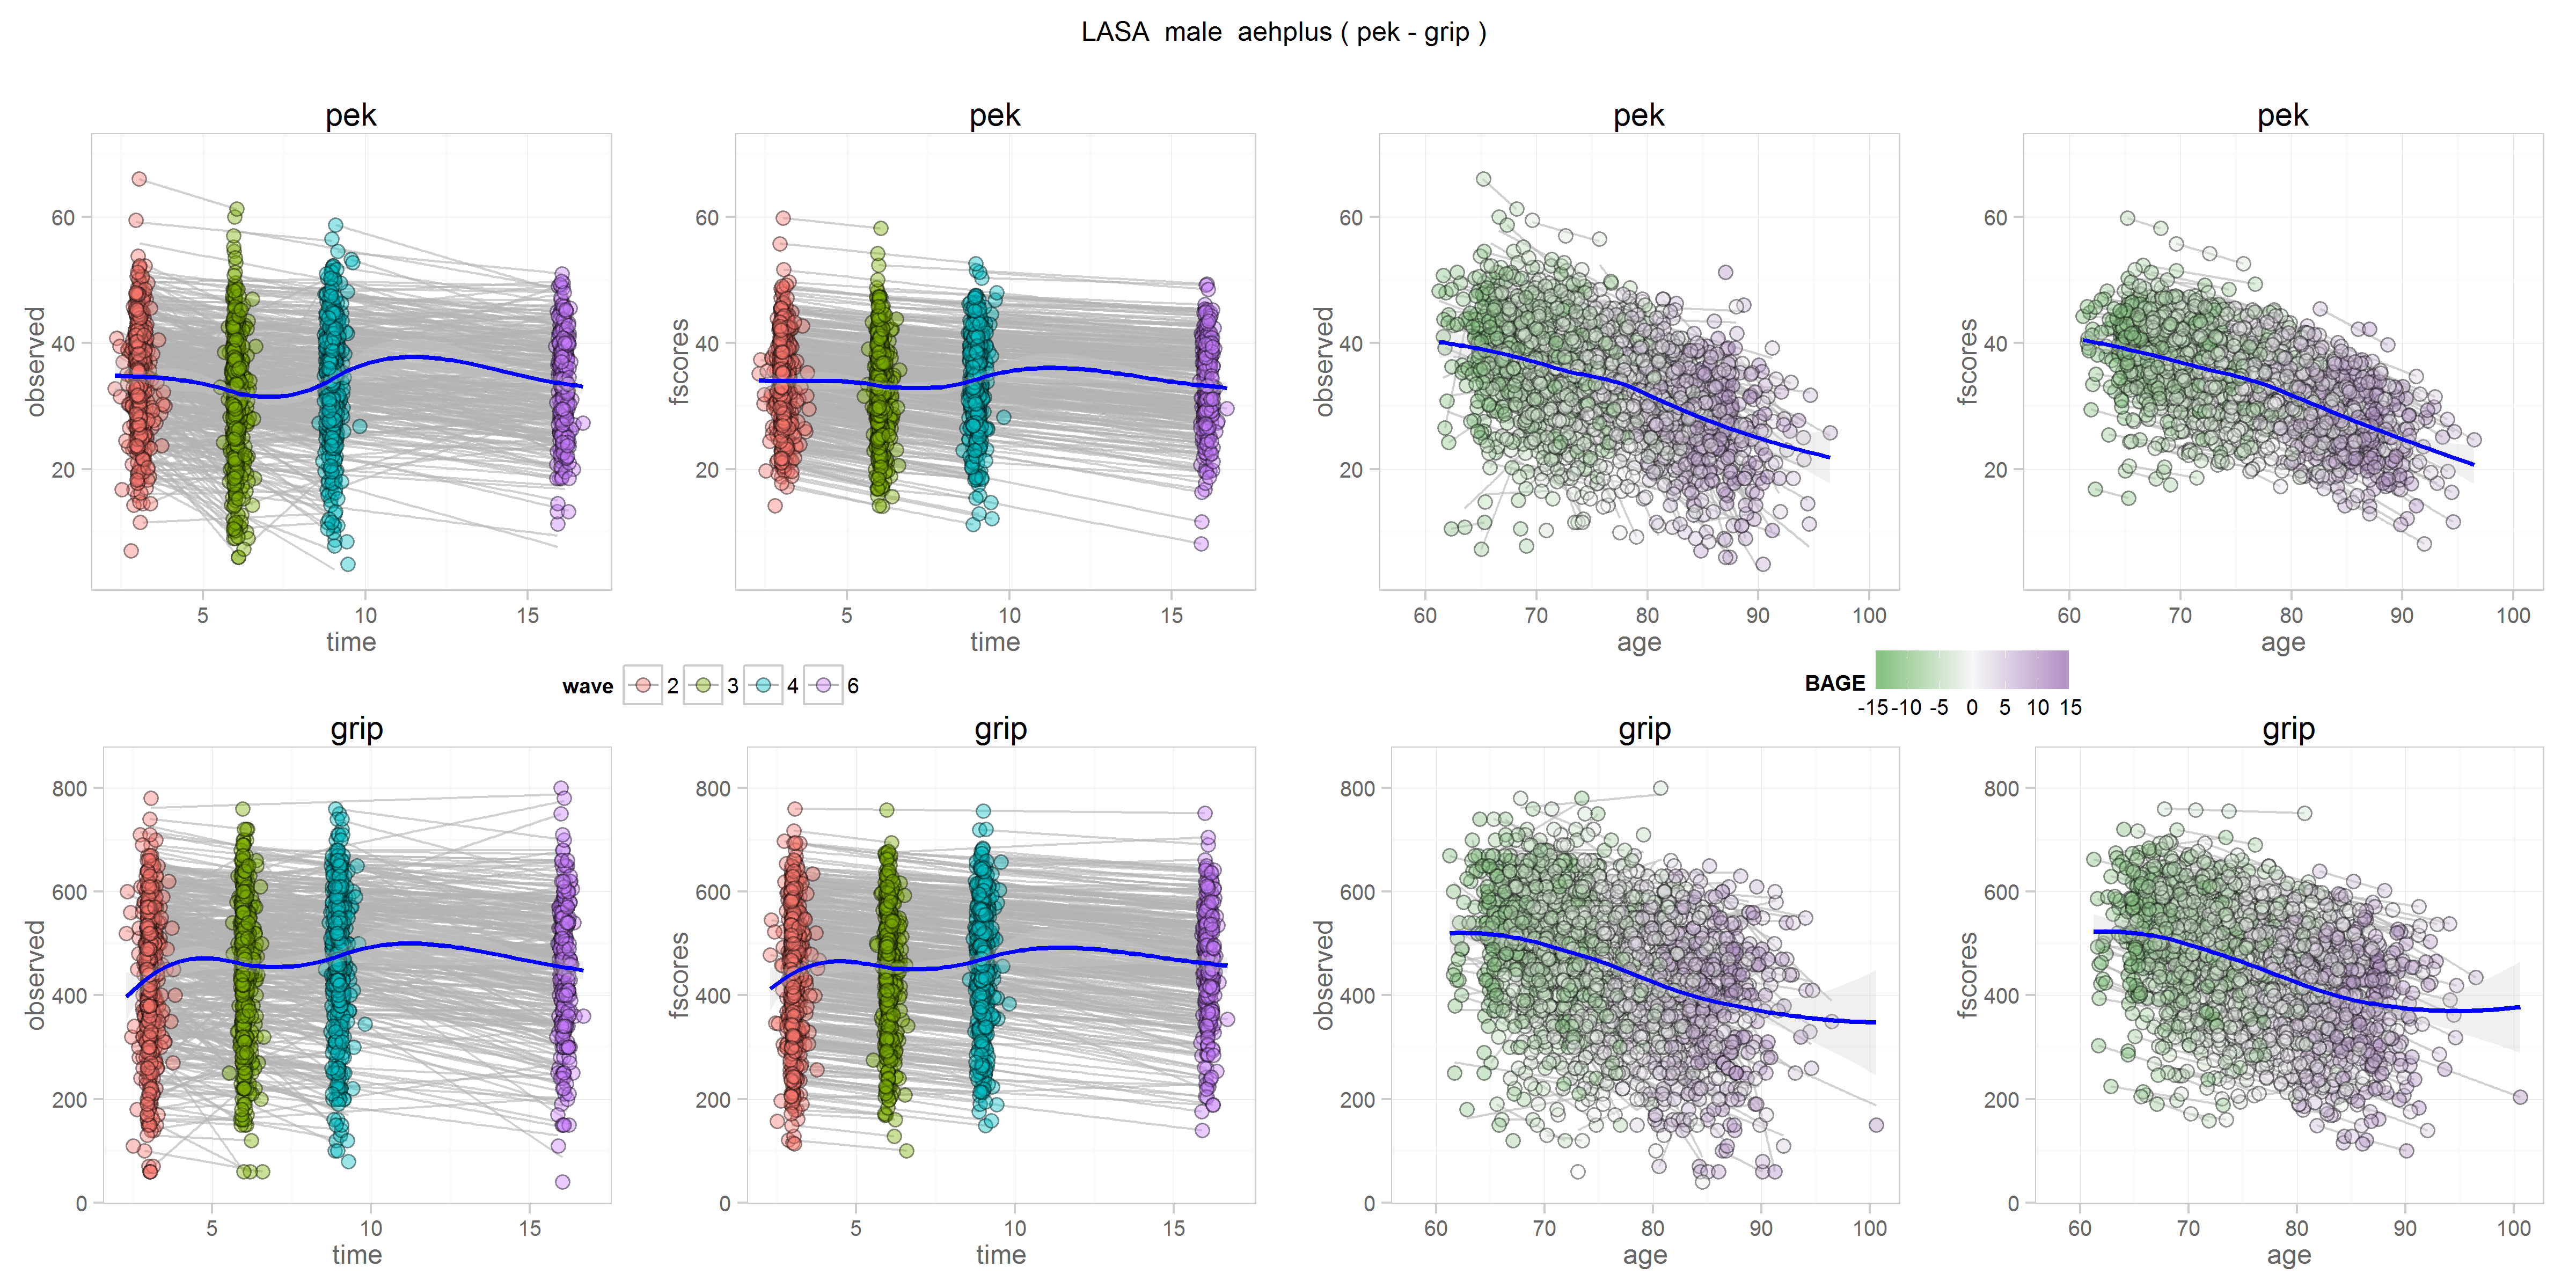 LASA male aehplus ( pek - grip )
pek pek pek pek
observed fscores observed fscores
60 60 60 60
40 40 40 40
20 20 20 20
5 10 15 5 10 15 60 70 80 90 100 60 70 80 90 100
time time age age
wave 2 3 4 6
BAGE
-15 -10 -5 0 5 10 15
grip grip grip grip
observed fscores observed fscores
800 800 800 800
600 600 600 600
400 400 400 400
200 200 200 200
0 0 0 0
5 10 15 5 10 15 60 70 80 90 100 60 70 80 90 100
time time age age